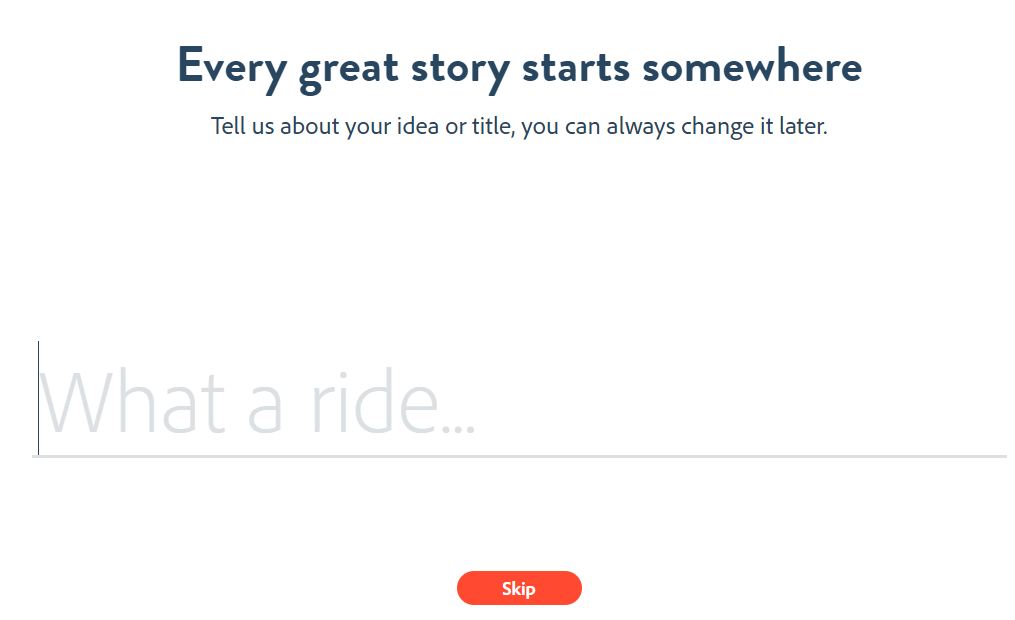 Every great story starts somewhere
Tell us about your idea or title, you can always change it later.
What a ride...
Skip